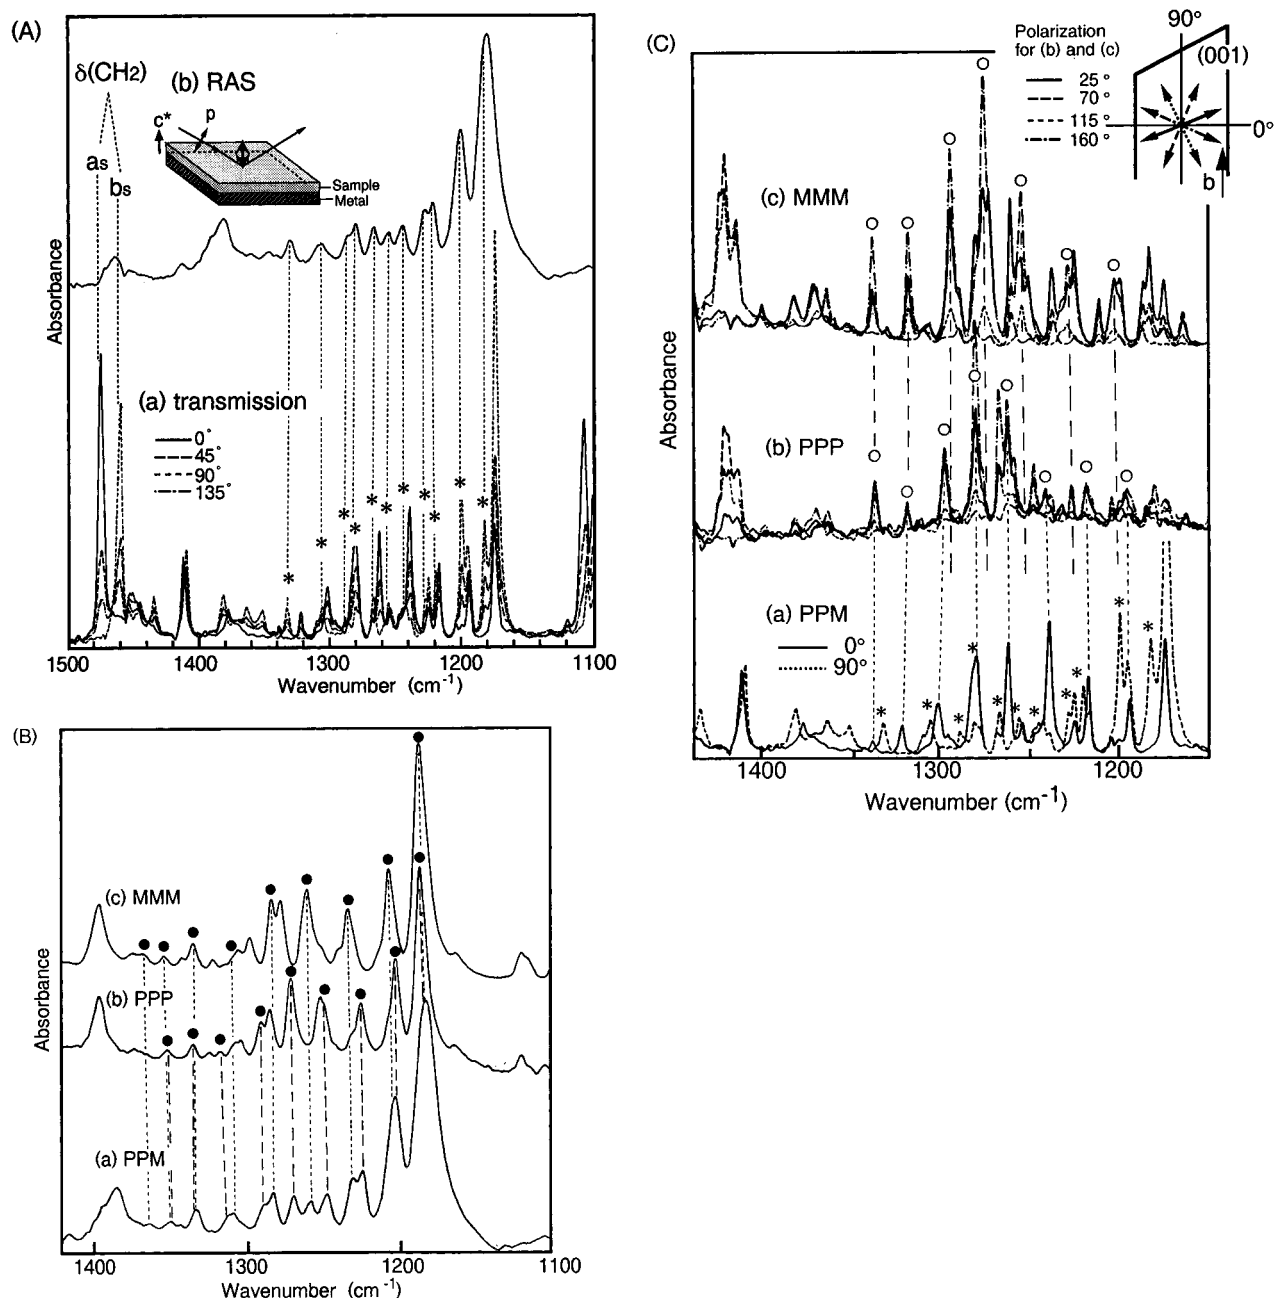 (A)
δ(CH2)
(b) RAS
c*
p
as
bs
Sample
Metal
Absorbance
(a) transmission
0°
45°
90°
135°
* * * * * * * * * * * *
1500 1400 1300 1200 1100
Wavenumber (cm-1)
(B)
(c) MMM
(b) PPP
(a) PPM
Absorbance
1400 1300 1200 1100
Wavenumber (cm-1)
(C)
Polarization
for (b) and (c)
25°
70°
115°
160°
90°
(001)
0°
b
(c) MMM
(b) PPP
(a) PPM
0°
90°
* * * * * * * * * *
Absorbance
1400 1300 1200
Wavenumber (cm-1)